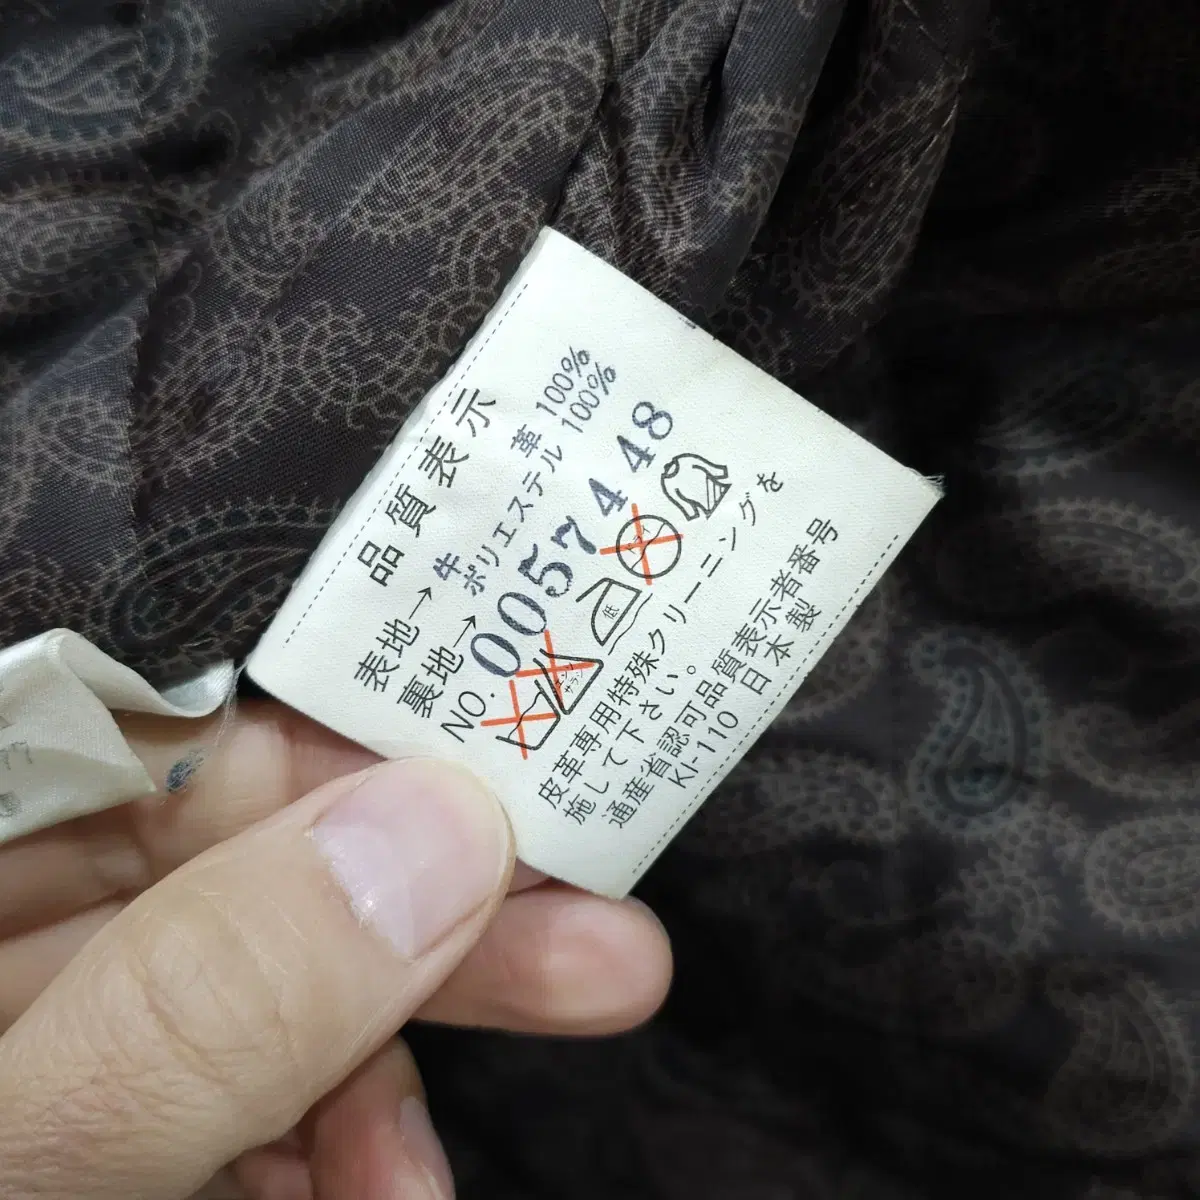 品質表示
表地→牛革 100%
裏地→ポリエステル 100%
NO. 0057448
低
皮革専用特殊クリーニングを
施して下さい。
通産省認可品質表示者番号
KI-110 日本製